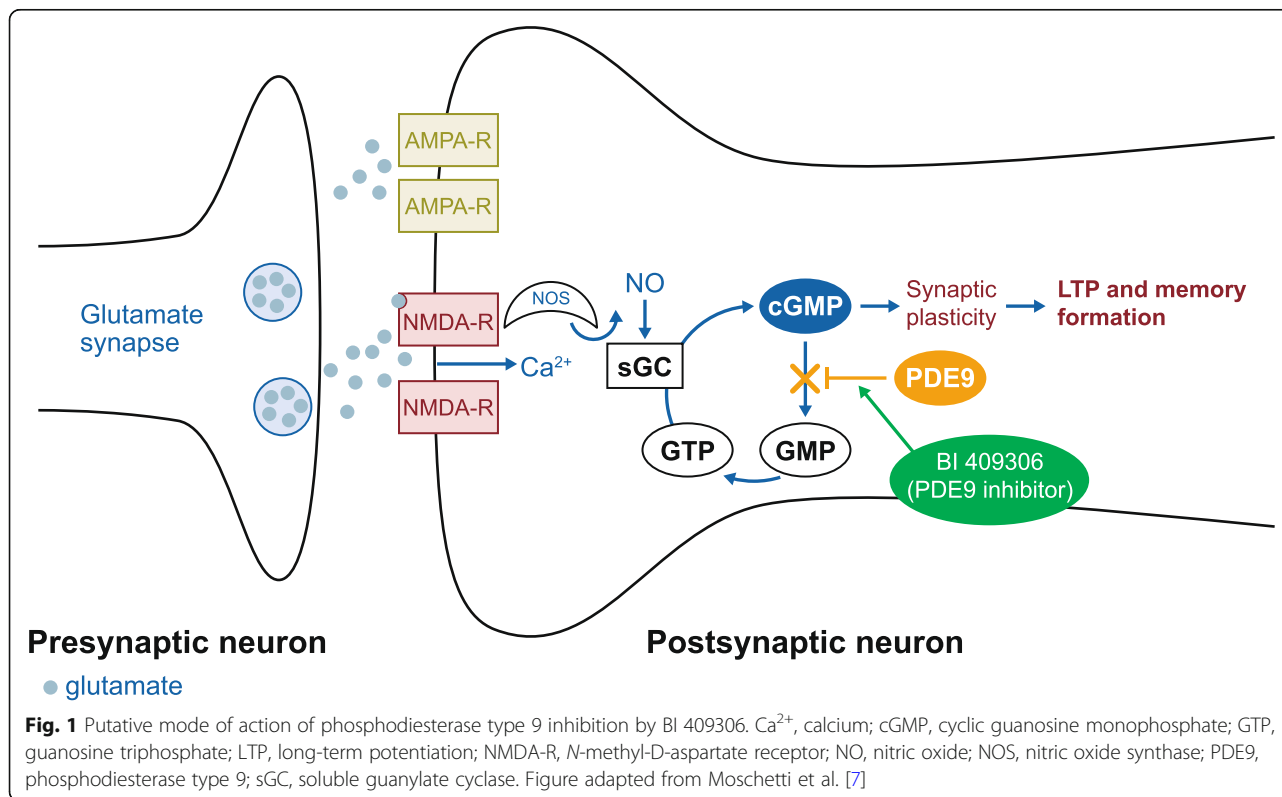 AMPA-R
AMPA-R
Glutamate
synapse
NMDA-R
NMDA-R
NOS
Ca²⁺
NO
sGC
GTP
cGMP
GMP
Synaptic
plasticity
LTP and memory
formation
PDE9
BI 409306
(PDE9 inhibitor)
Presynaptic neuron
Postsynaptic neuron
glutamate
Fig. 1 Putative mode of action of phosphodiesterase type 9 inhibition by BI 409306. Ca²⁺, calcium; cGMP, cyclic guanosine monophosphate; GTP,
guanosine triphosphate; LTP, long-term potentiation; NMDA-R, N-methyl-D-aspartate receptor; NO, nitric oxide; NOS, nitric oxide synthase; PDE9,
phosphodiesterase type 9; sGC, soluble guanylate cyclase. Figure adapted from Moschetti et al. [7]